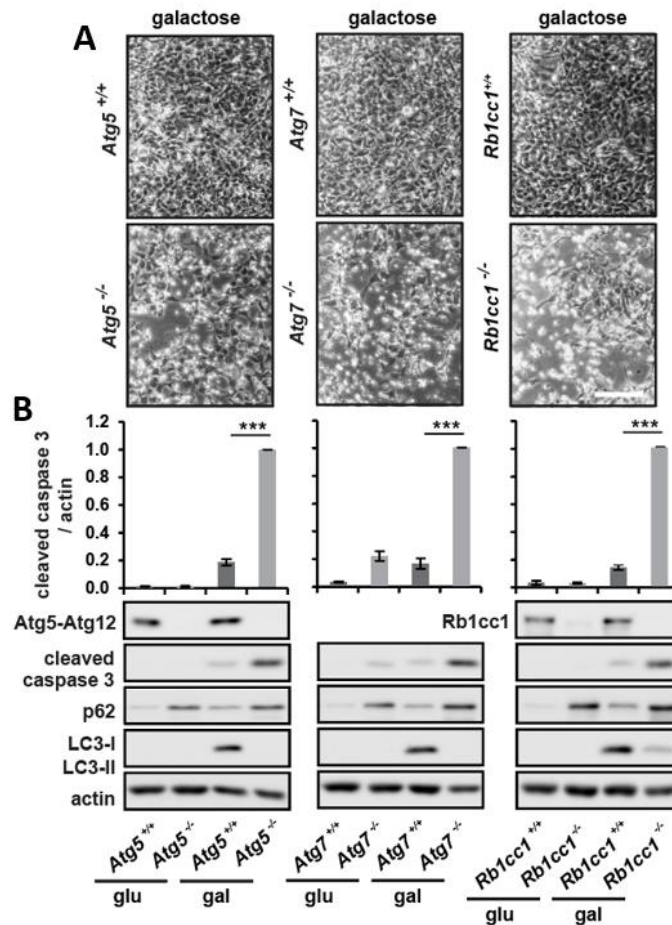 A
galactose galactose galactose
Atg5 +/+
Atg7 +/+
Rb1cc1 +/+
Atg5 -/-
Atg7 -/-
Rb1cc1 -/-
B
cleaved caspase 3
/ actin
1.2
1.0
0.8
0.6
0.4
0.2
0.0
*** *** ***
Atg5-Atg12
Rb1cc1
cleaved
caspase 3
p62
LC3-I
LC3-II
actin
Atg5 +/+ Atg5 -/- Atg5 +/+ Atg5 -/- Atg7 +/+ Atg7 -/- Atg7 +/+ Atg7 -/- Rb1cc1 +/+ Rb1cc1 -/- Rb1cc1 +/+ Rb1cc1 -/-
glu gal glu gal glu gal